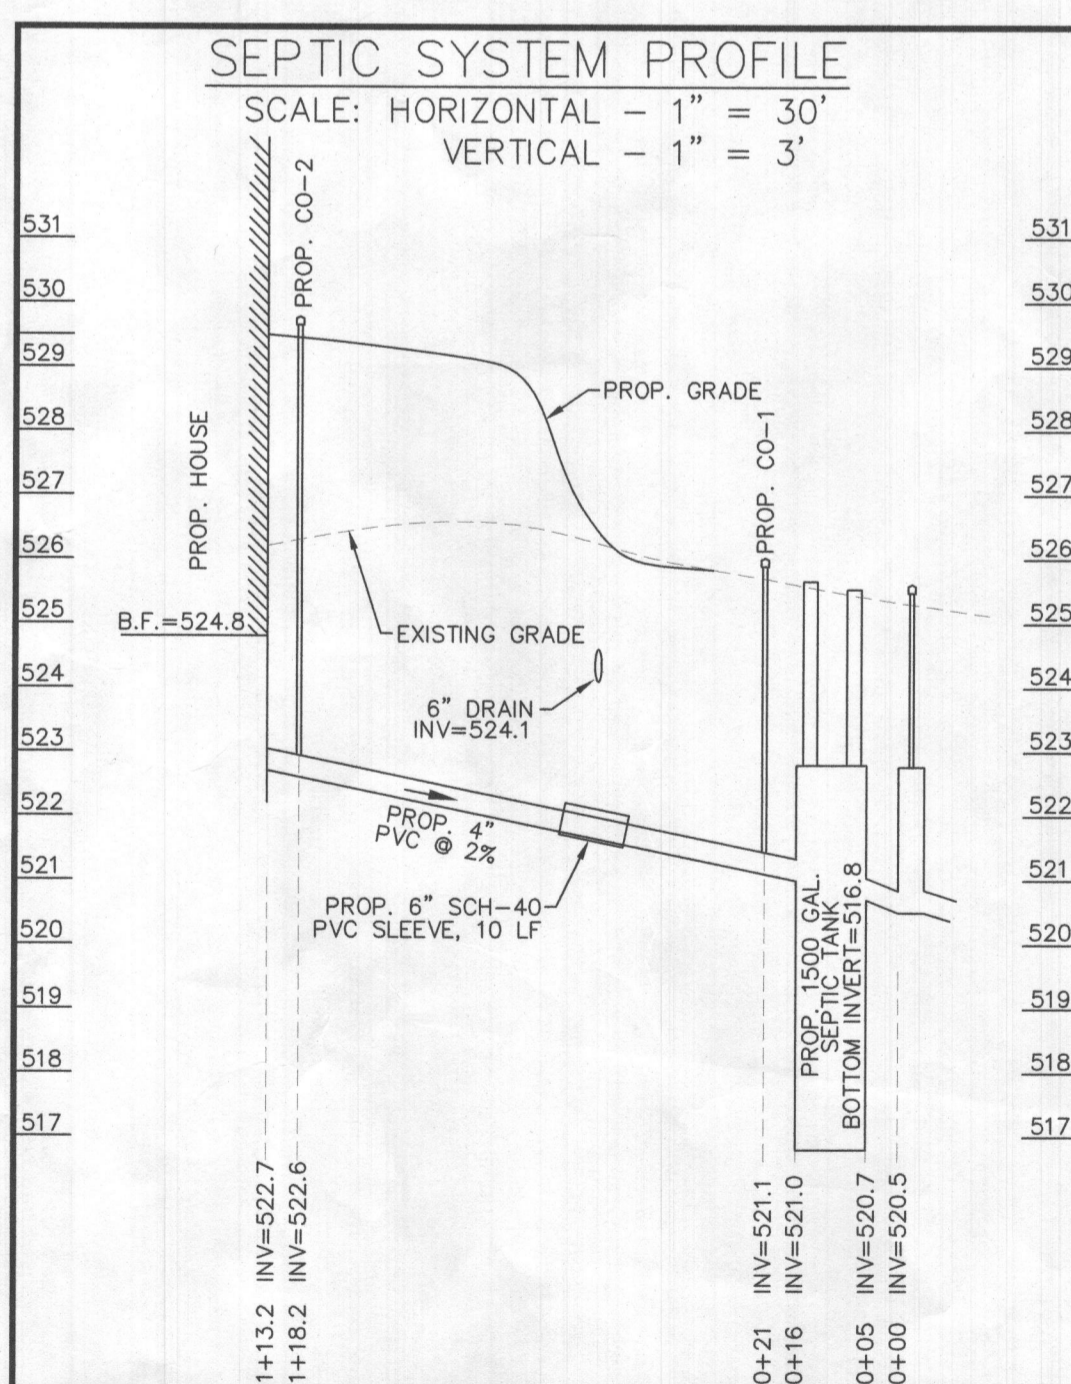 SEPTIC SYSTEM PROFILE
SCALE: HORIZONTAL - 1" = 30'
VERTICAL - 1" = 3'
531
530
529
528
527
526
525
524
523
522
521
520
519
518
517
PROP. HOUSE
B.F.=524.8
PROP. CO-2
PROP. GRADE
PROP. CO-1
EXISTING GRADE
6" DRAIN
INV=524.1
PROP. 4"
PVC @ 2%
PROP. 6" SCH-40
PVC SLEEVE, 10 LF
PROP. 1500 GAL.
SEPTIC TANK
BOTTOM INVERT=516.8
531
530
529
528
527
526
525
524
523
522
521
520
519
518
517
1+13.2 INV=522.7
1+18.2 INV=522.6
0+21 INV=521.1
0+16 INV=521.0
0+05 INV=520.7
0+00 INV=520.5